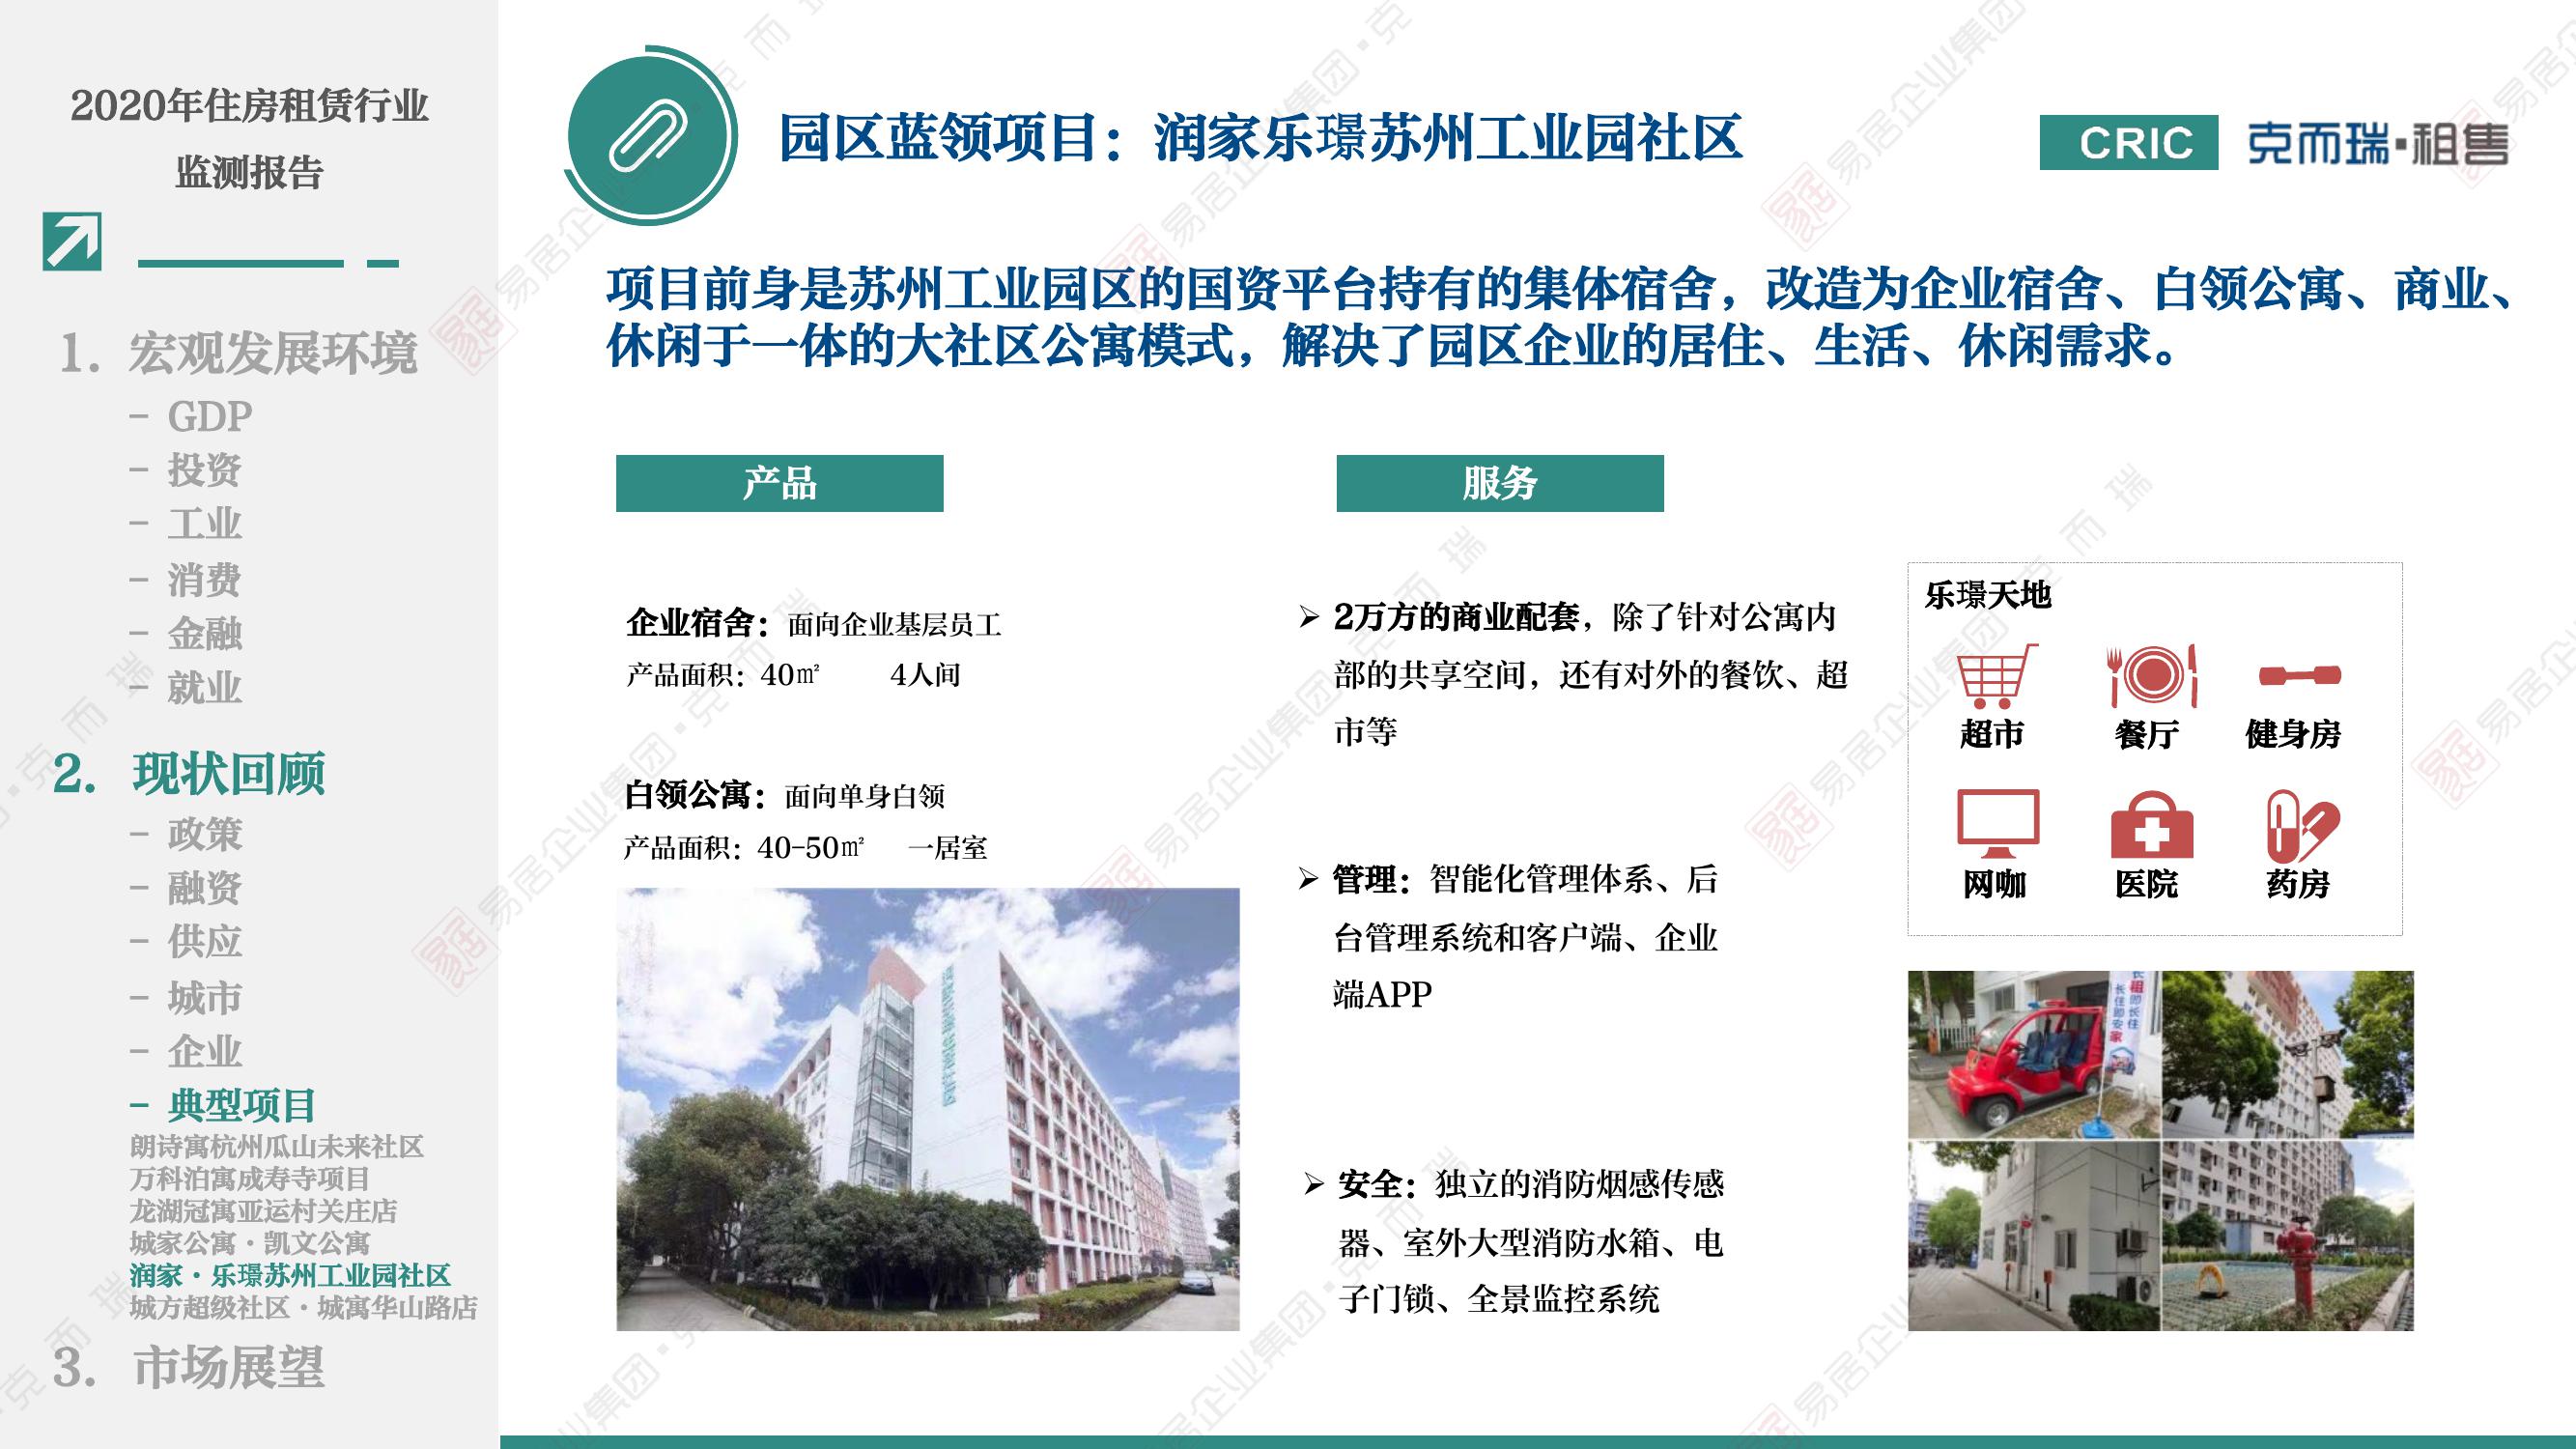 2020年住房租赁行业
监测报告
1. 宏观发展环境
– GDP
– 投资
– 工业
– 消费
– 金融
– 就业
2. 现状回顾
– 政策
– 融资
– 供应
– 城市
– 企业
– 典型项目
朗诗寓杭州瓜山未来社区
万科泊寓成寿寺项目
龙湖冠寓亚运村关庄店
城家公寓·凯文公寓
润家·乐璟苏州工业园社区
城方超级社区·城寓华山路店
3. 市场展望
园区蓝领项目：润家乐璟苏州工业园社区
CRIC 克而瑞·租售
项目前身是苏州工业园区的国资平台持有的集体宿舍，改造为企业宿舍、白领公寓、商业、
休闲于一体的大社区公寓模式，解决了园区企业的居住、生活、休闲需求。
产品
企业宿舍：面向企业基层员工
产品面积：40㎡ 4人间
白领公寓：面向单身白领
产品面积：40-50㎡ 一居室
服务
➢ 2万方的商业配套，除了针对公寓内
部的共享空间，还有对外的餐饮、超
市等
➢ 管理：智能化管理体系、后
台管理系统和客户端、企业
端APP
➢ 安全：独立的消防烟感传感
器、室外大型消防水箱、电
子门锁、全景监控系统
乐璟天地
超市 餐厅 健身房
网咖 医院 药房
租即长住
长住即安家
易居企业集团·克而瑞